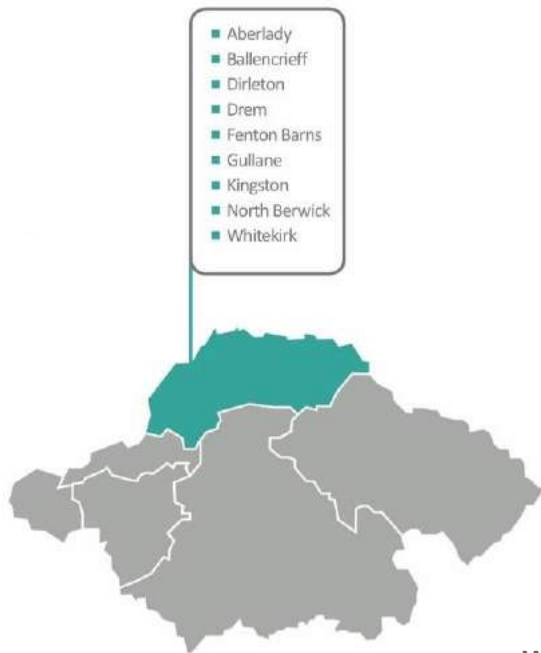 Aberlady
Ballencrieff
Dirleton
Drem
Fenton Barns
Gullane
Kingston
North Berwick
Whitekirk